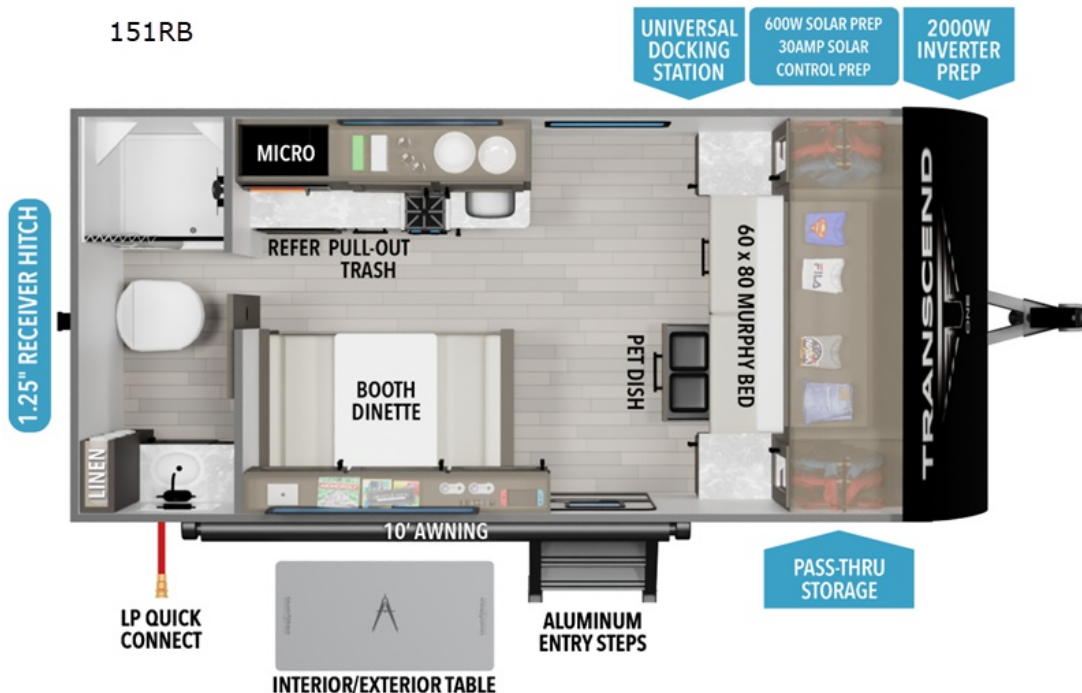 151RB
UNIVERSAL
DOCKING
STATION
600W SOLAR PREP
30AMP SOLAR
CONTROL PREP
2000W
INVERTER
PREP
MICRO
REFER PULL-OUT
TRASH
1.25" RECEIVER HITCH
60 x 80 MURPHY BED
FILA
TRANSCEND
ONE
PET DISH
BOOTH
DINETTE
LINEN
10' AWNING
LP QUICK
CONNECT
ALUMINUM
ENTRY STEPS
PASS-THRU
STORAGE
INTERIOR/EXTERIOR TABLE